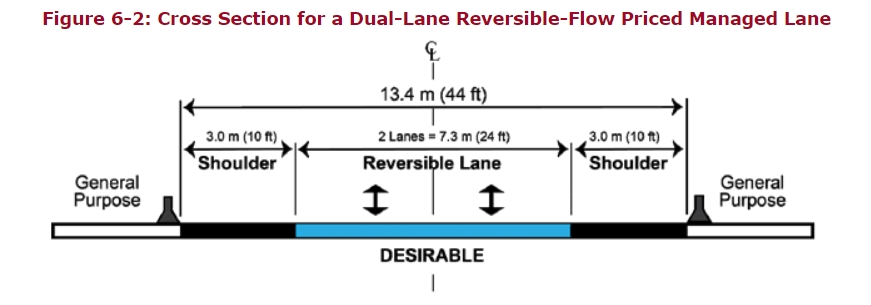 Figure 6-2: Cross Section for a Dual-Lane Reversible-Flow Priced Managed Lane
℄
13.4 m (44 ft)
3.0 m (10 ft)
Shoulder
2 Lanes = 7.3 m (24 ft)
Reversible Lane
3.0 m (10 ft)
Shoulder
General
Purpose
General
Purpose
DESIRABLE